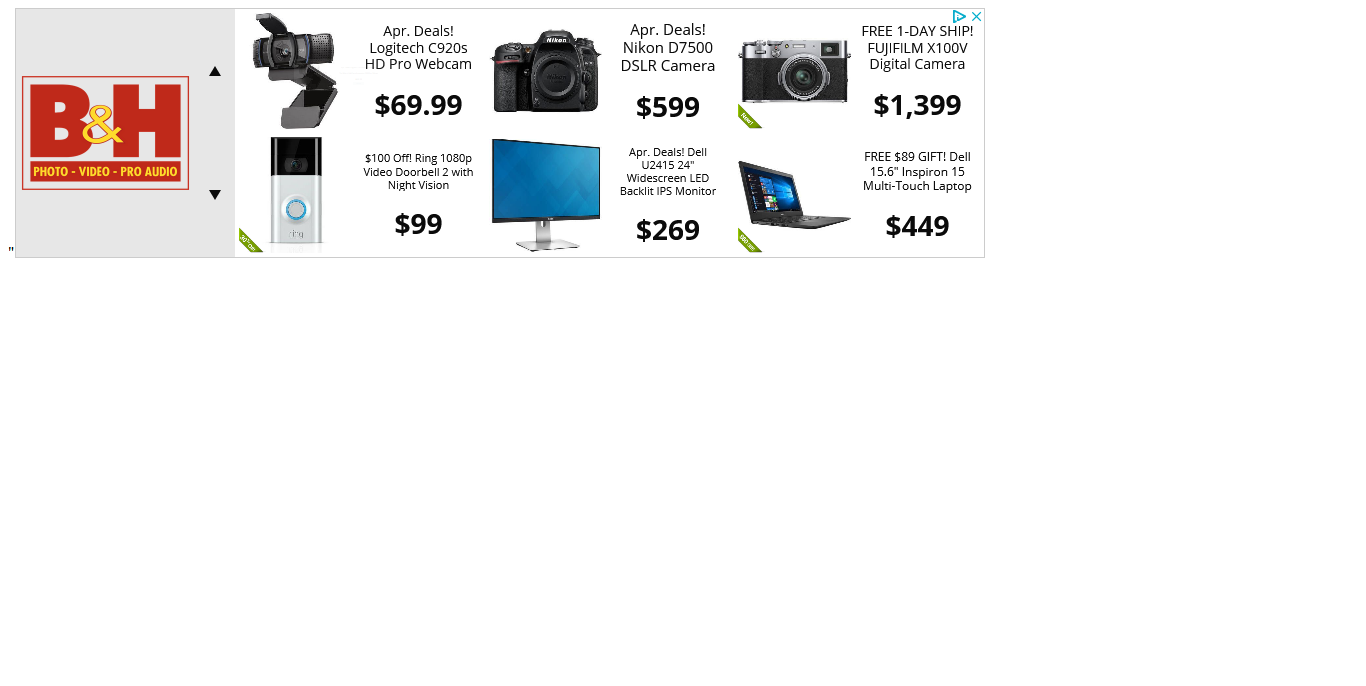 B&H
PHOTO - VIDEO - PRO AUDIO
"
Apr. Deals!
Logitech C920s
HD Pro Webcam
$69.99
Nikon
Apr. Deals!
Nikon D7500
DSLR Camera
$599
New!
FREE 1-DAY SHIP!
FUJIFILM X100V
Digital Camera
$1,399
ring
$100 Off! Ring 1080p
Video Doorbell 2 with
Night Vision
$99
Apr. Deals! Dell
U2415 24"
Widescreen LED
Backlit IPS Monitor
$269
FREE $89 GIFT! Dell
15.6" Inspiron 15
Multi-Touch Laptop
$449